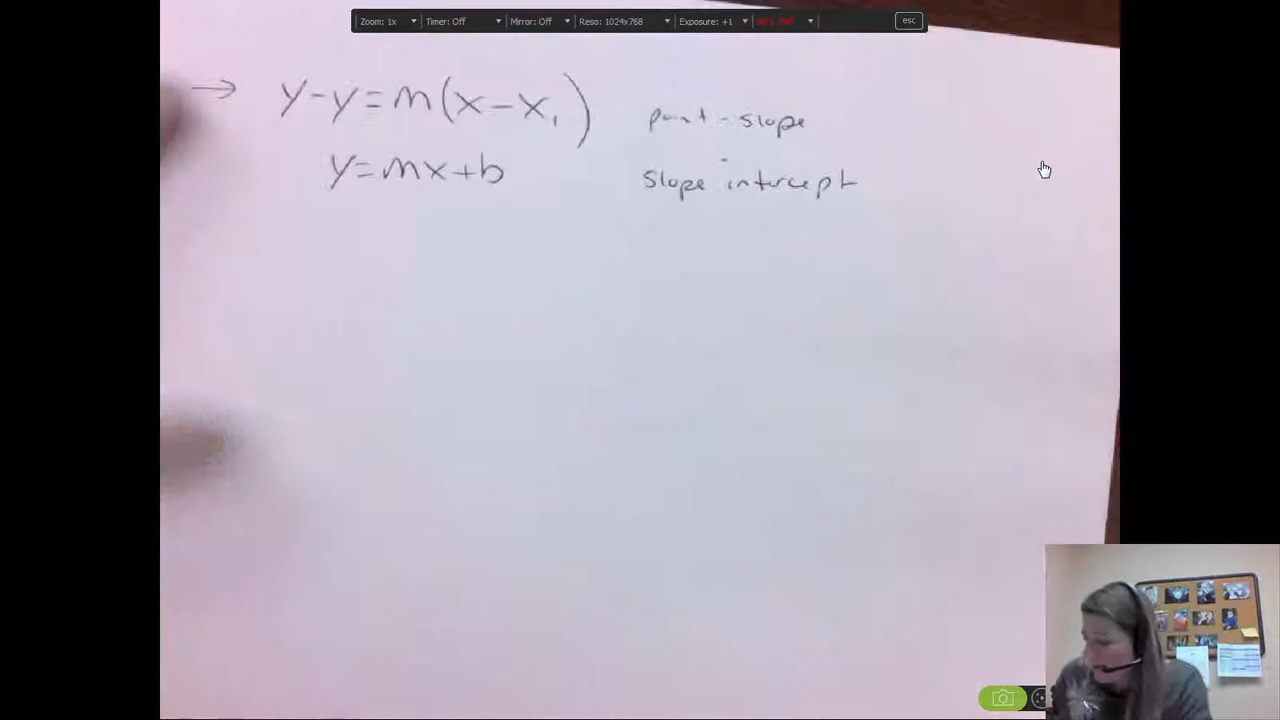 Zoom: 1x Timer: Off Mirror: Off Reso: 1024x768 Exposure: +1 esc
→ y-y=m(x-x₁) point-slope
y=mx+b slope intercept